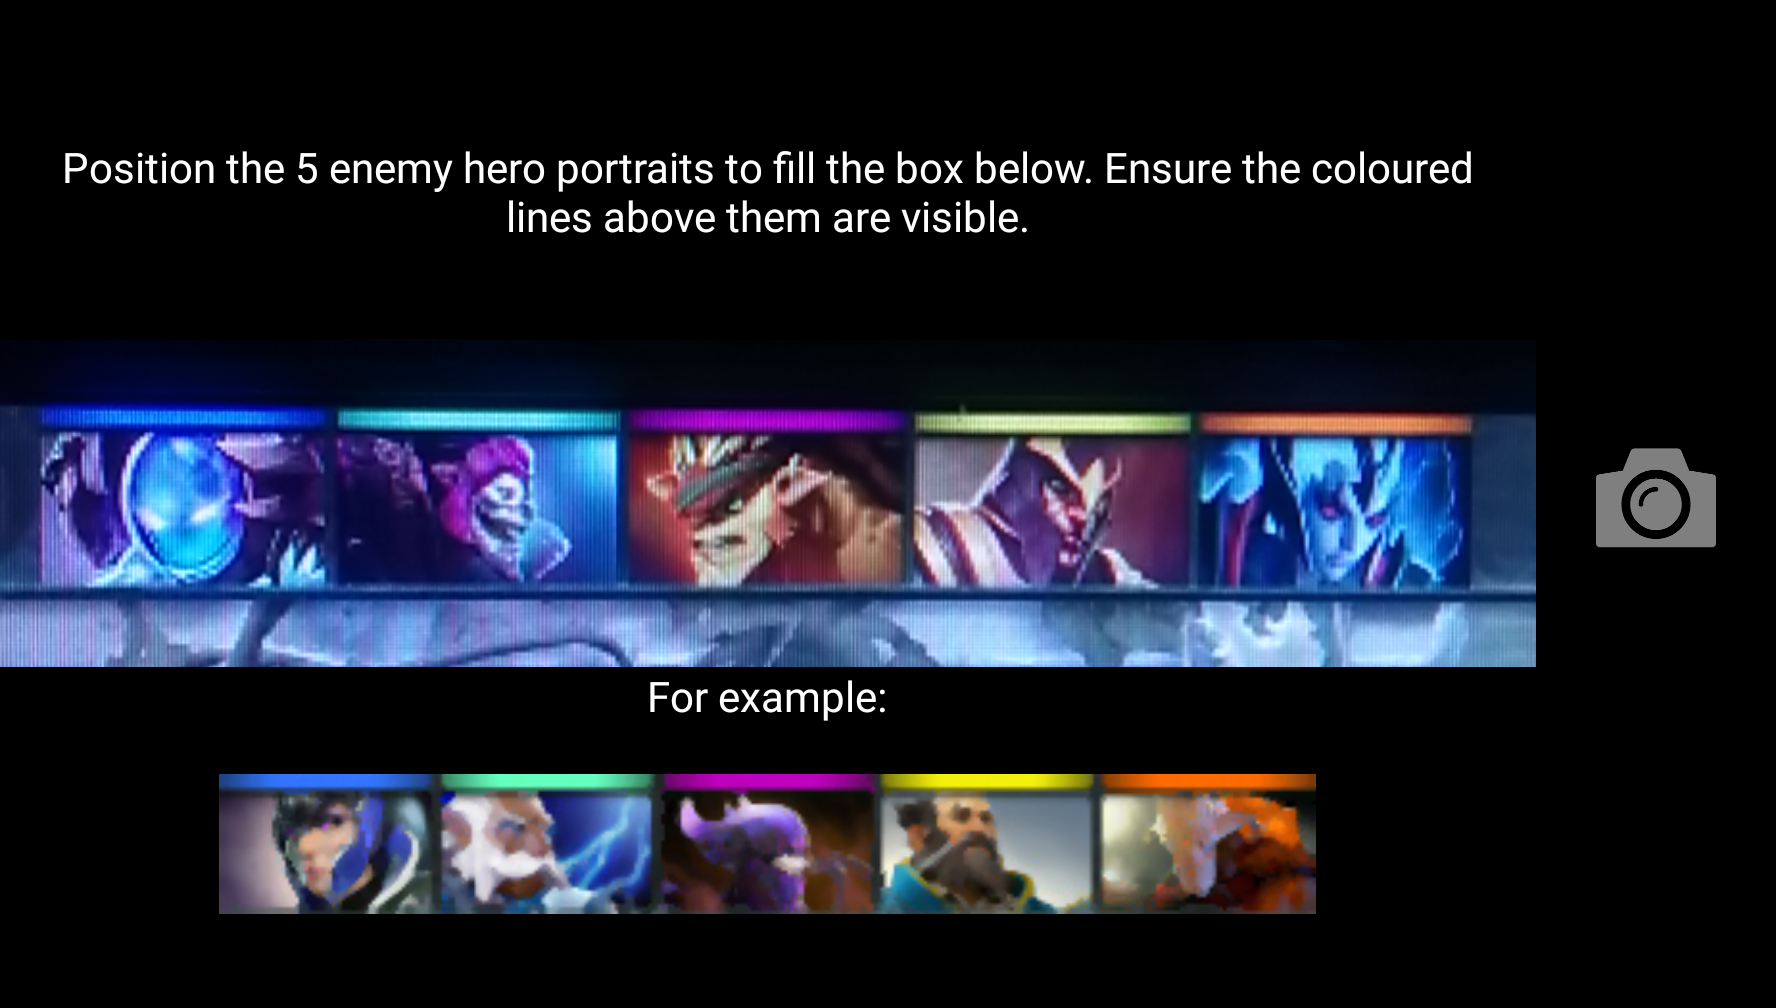 Position the 5 enemy hero portraits to fill the box below. Ensure the coloured
lines above them are visible.
For example: